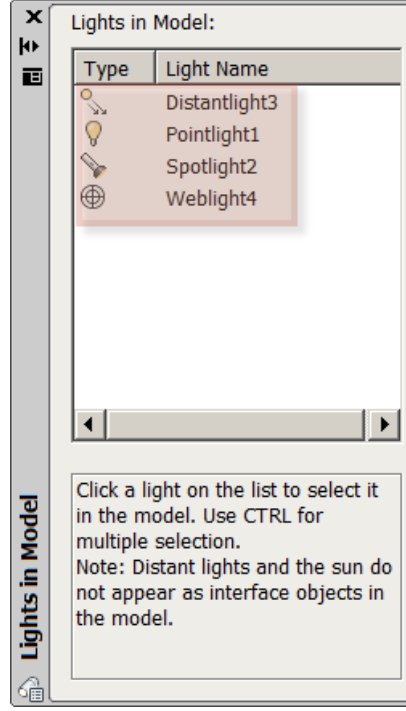 Lights in Model:
Type Light Name
Distantlight3
Pointlight1
Spotlight2
Weblight4
Click a light on the list to select it
in the model. Use CTRL for
multiple selection.
Note: Distant lights and the sun do
not appear as interface objects in
the model.
Lights in Model